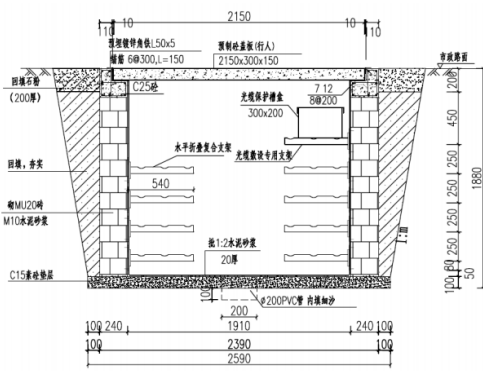 2150
110
10
10
110
预埋镀锌角铁L50x5
锚筋 6@300,L=150
预制砼盖板(行人)
2150x300x150
市政路面
回填石粉
(200厚)
C25砼
光缆保护槽盒
300x200
7 12
8@200
200
水平折叠复合支架
光缆敷设专用支架
450
回填，夯实
540
250
1880
砌MU20砖
M10水泥砂浆
250
1:m
批1:2水泥砂浆
20厚
250
250
C15素砼垫层
80
100
50
100
Ø200PVC管 内填细沙
200
100 240 1910 240 100
100 2390 100
2590